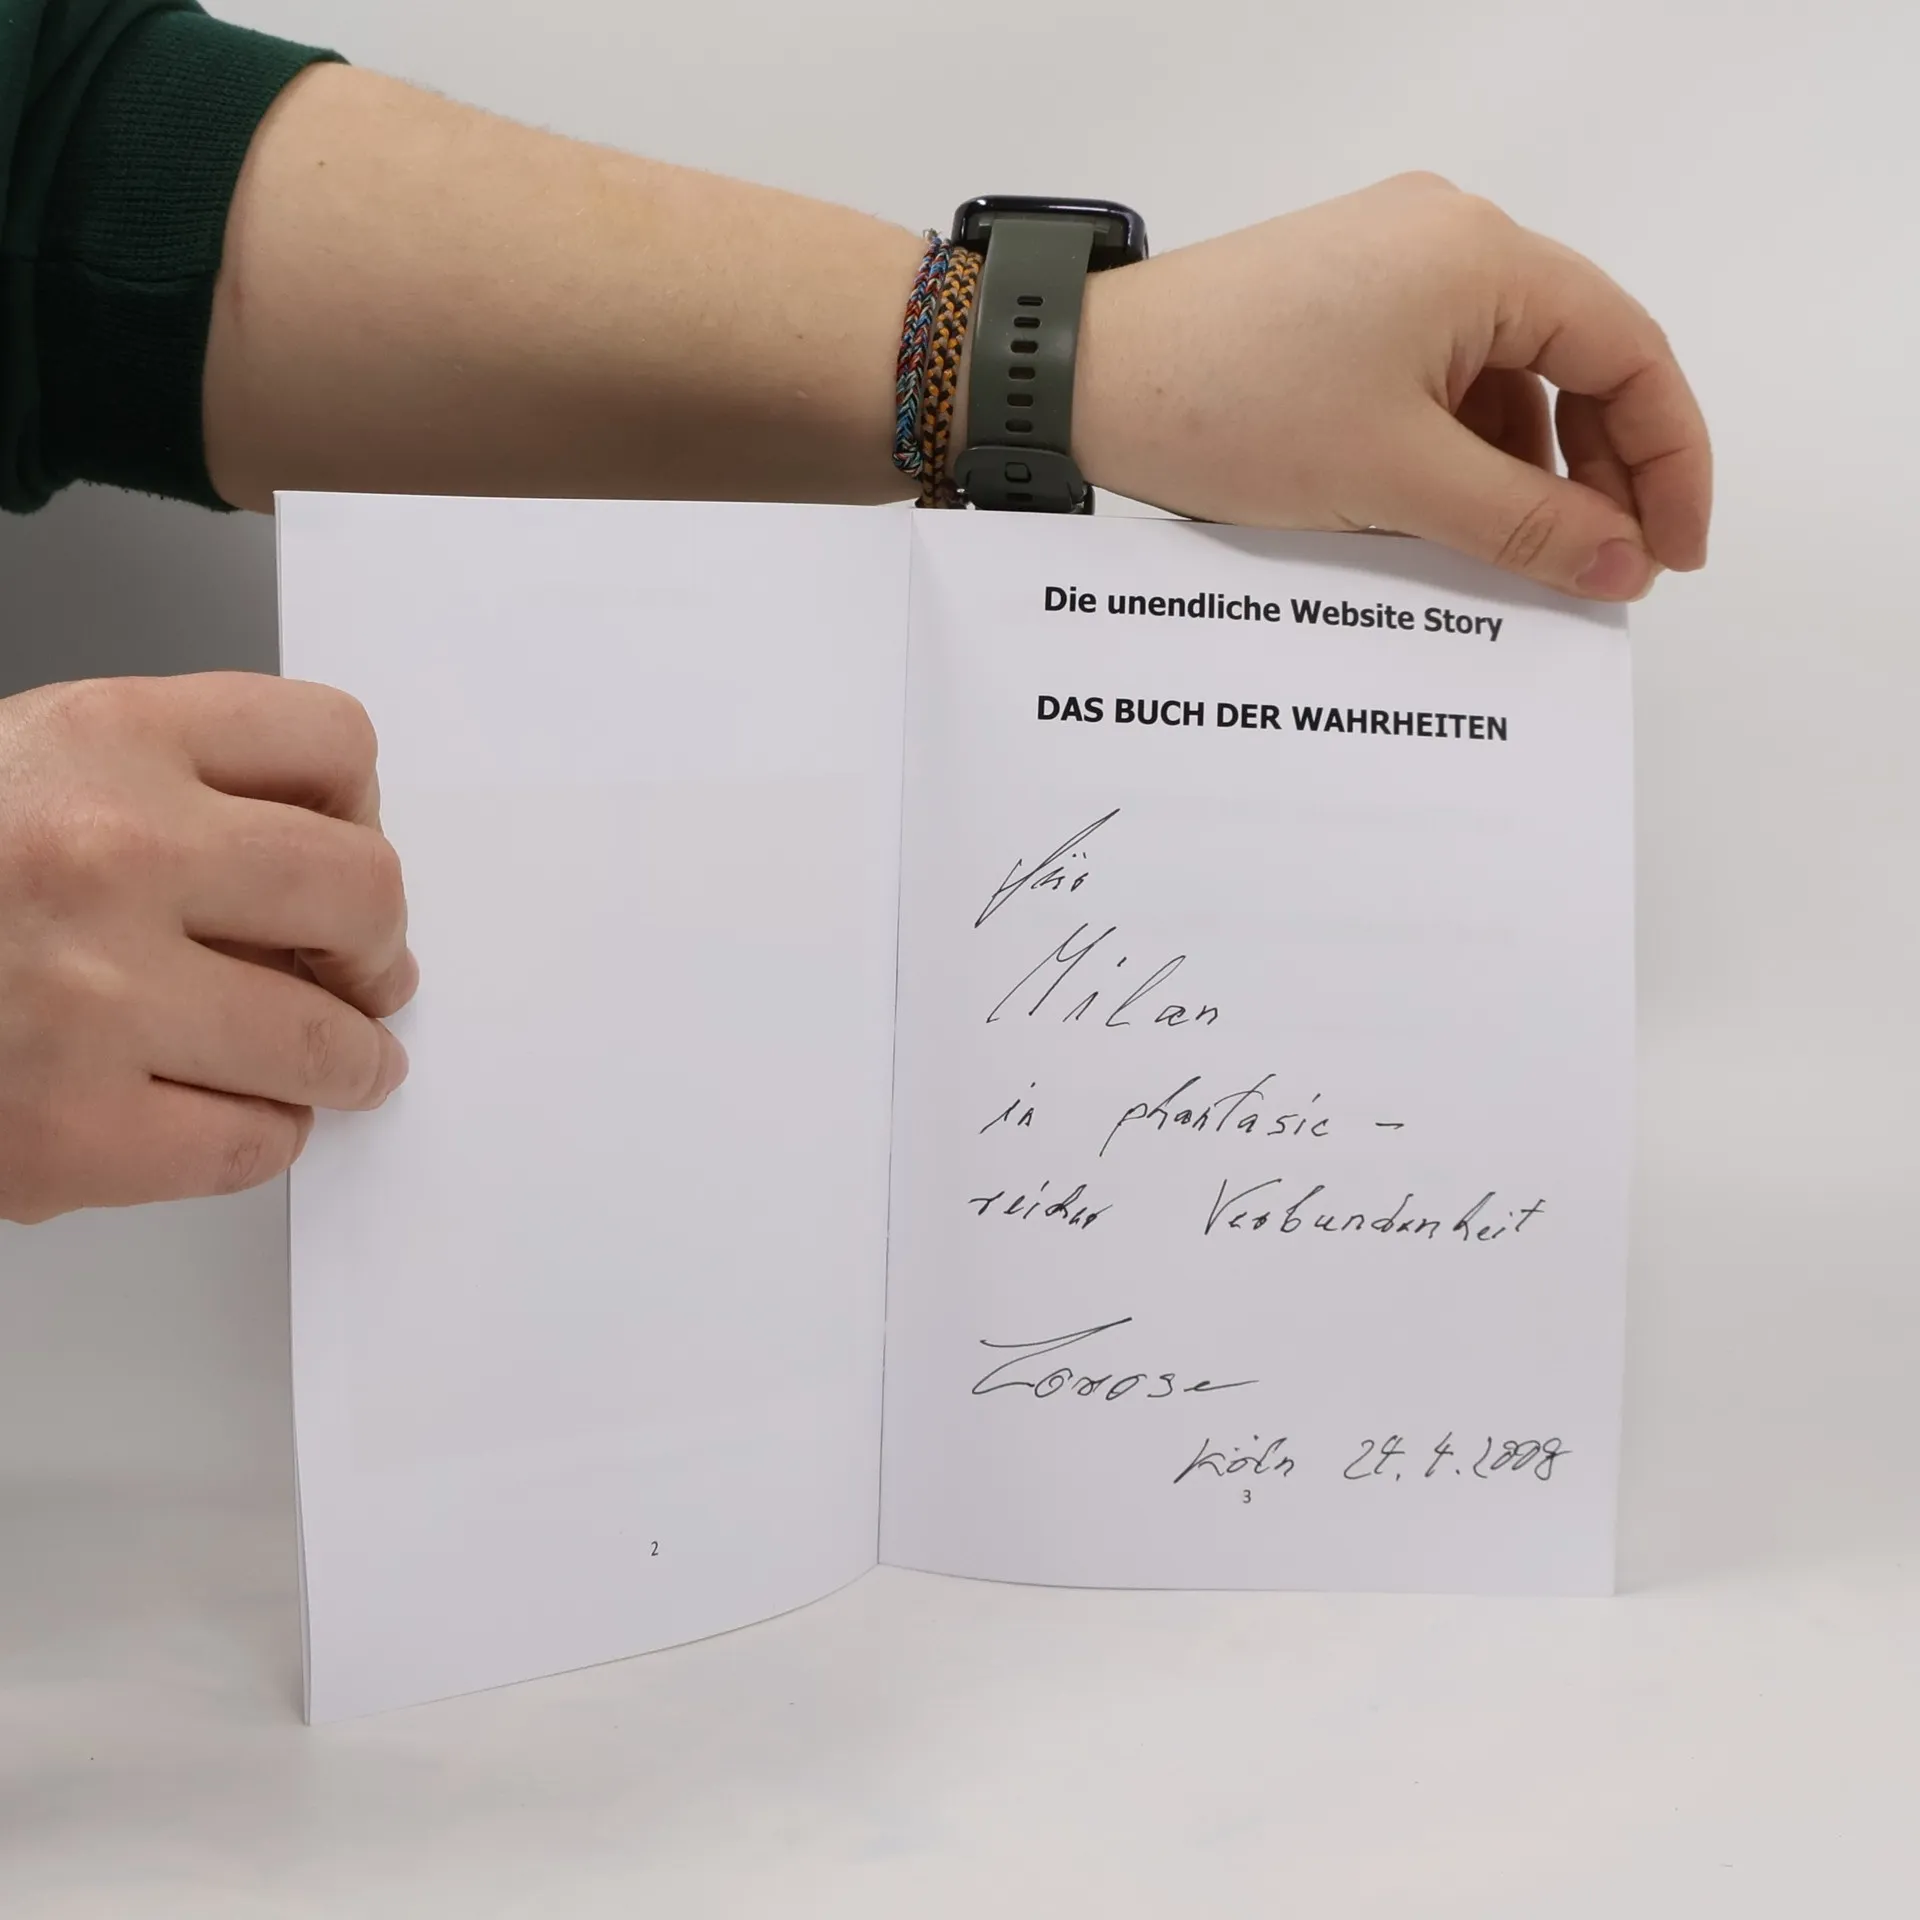 Die unendliche Website Story
DAS BUCH DER WAHRHEITEN
für
Milan
in phantasie-
reicher Verbundenheit
Zorose
Köln 24.4.2008
3
2